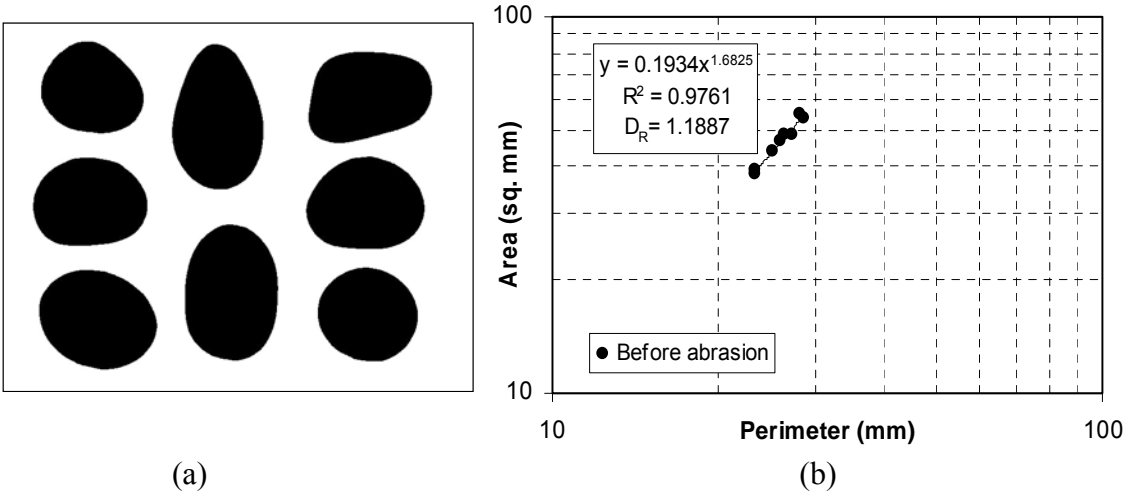 100
y = 0.1934x^1.6825
R² = 0.9761
D_R = 1.1887
Area (sq. mm)
Before abrasion
10
10
100
Perimeter (mm)
(a)
(b)